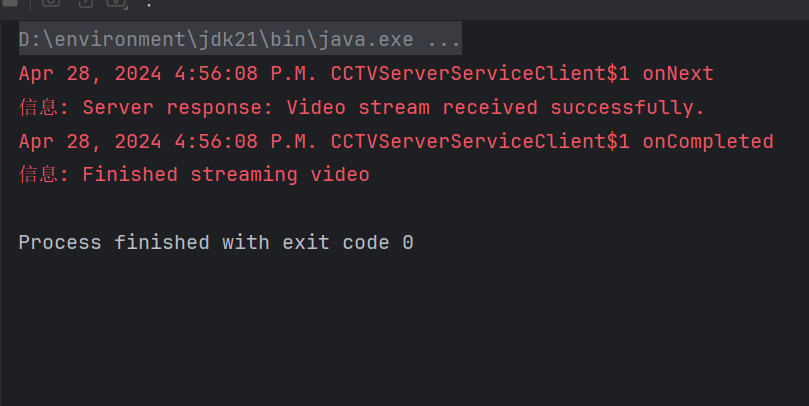 D:\environment\jdk21\bin\java.exe ...
Apr 28, 2024 4:56:08 P.M. CCTVServerServiceClient$1 onNext
信息: Server response: Video stream received successfully.
Apr 28, 2024 4:56:08 P.M. CCTVServerServiceClient$1 onCompleted
信息: Finished streaming video
Process finished with exit code 0